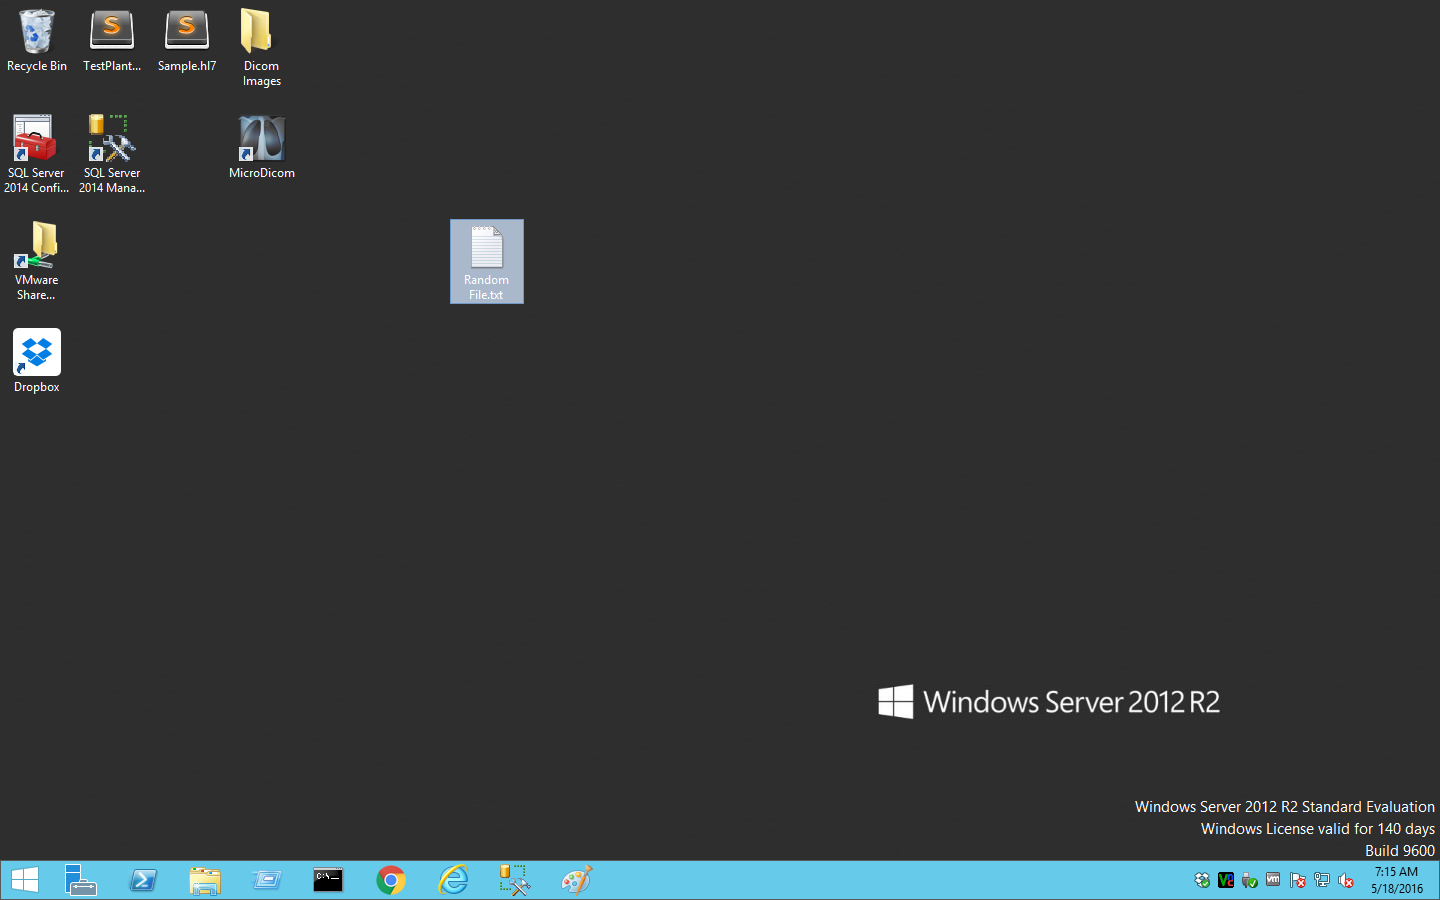 Recycle Bin
TestPlant...
Sample.hl7
Dicom
Images
SQL Server
2014 Confi...
SQL Server
2014 Mana...
MicroDicom
VMware
Share...
Random
File.txt
Dropbox
Windows Server 2012 R2
Windows Server 2012 R2 Standard Evaluation
Windows License valid for 140 days
Build 9600
C:\_
vm
7:15 AM
5/18/2016